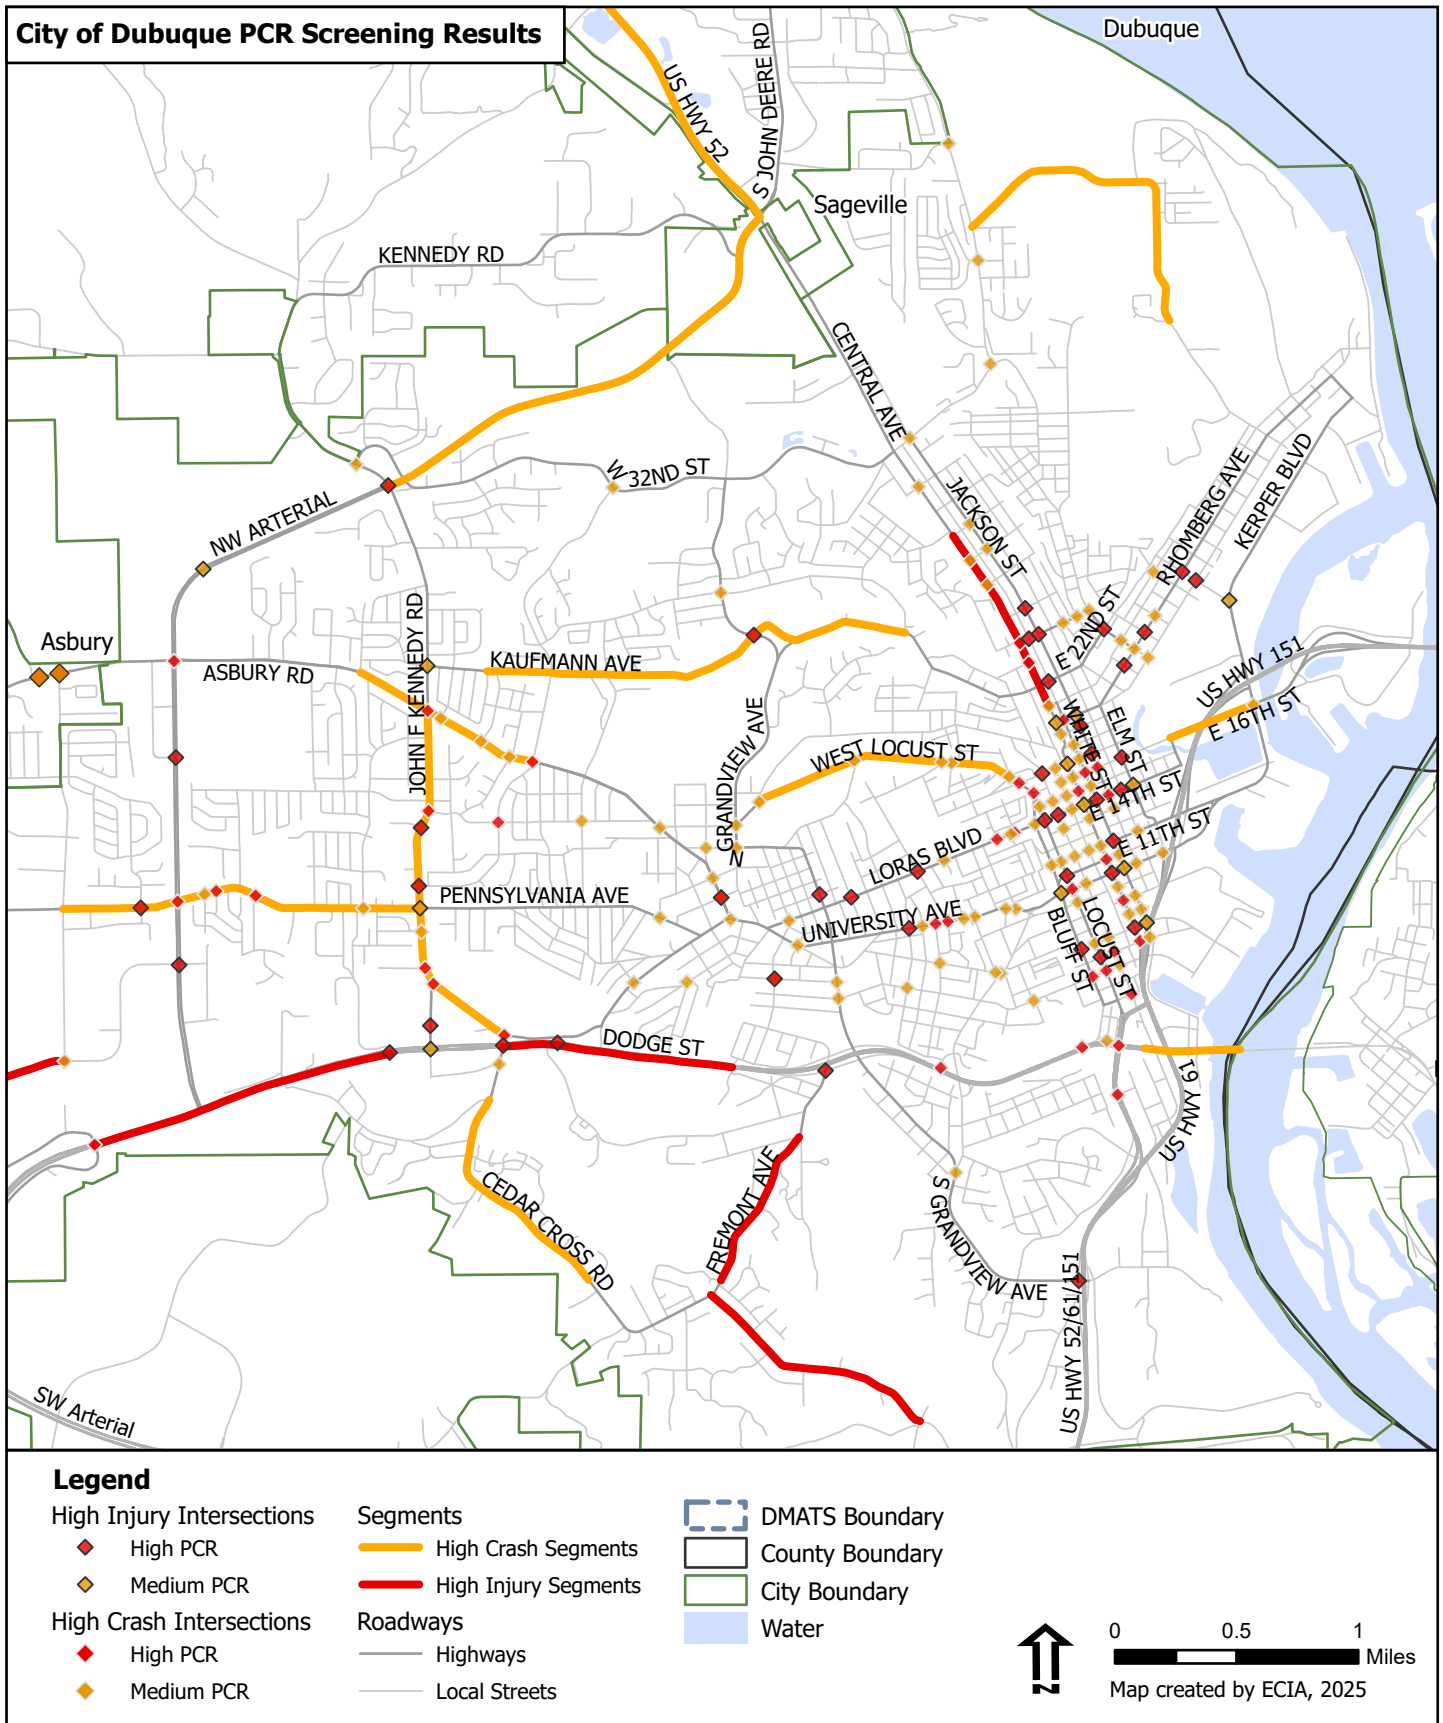 City of Dubuque PCR Screening Results
Dubuque
US HWY 52
S JOHN DEERE RD
Sageville
KENNEDY RD
CENTRAL AVE
W 32ND ST
JACKSON ST
RHOMBERG AVE
KERPER BLVD
NW ARTERIAL
Asbury
ASBURY RD
JOHN F KENNEDY RD
KAUFMANN AVE
E 22ND ST
US HWY 151
E 16TH ST
GRANDVIEW AVE
N
WEST LOCUST ST
WHITE ST
ELM ST
E 14TH ST
E 11TH ST
LORAS BLVD
PENNSYLVANIA AVE
UNIVERSITY AVE
BLUFF ST
LOCUST ST
DODGE ST
US HWY 61
CEDAR CROSS RD
FREMONT AVE
S GRANDVIEW AVE
US HWY 52/61/151
SW Arterial
Legend
High Injury Intersections
High PCR
Medium PCR
High Crash Intersections
High PCR
Medium PCR
Segments
High Crash Segments
High Injury Segments
Roadways
Highways
Local Streets
DMATS Boundary
County Boundary
City Boundary
Water
N
0 0.5 1
Miles
Map created by ECIA, 2025